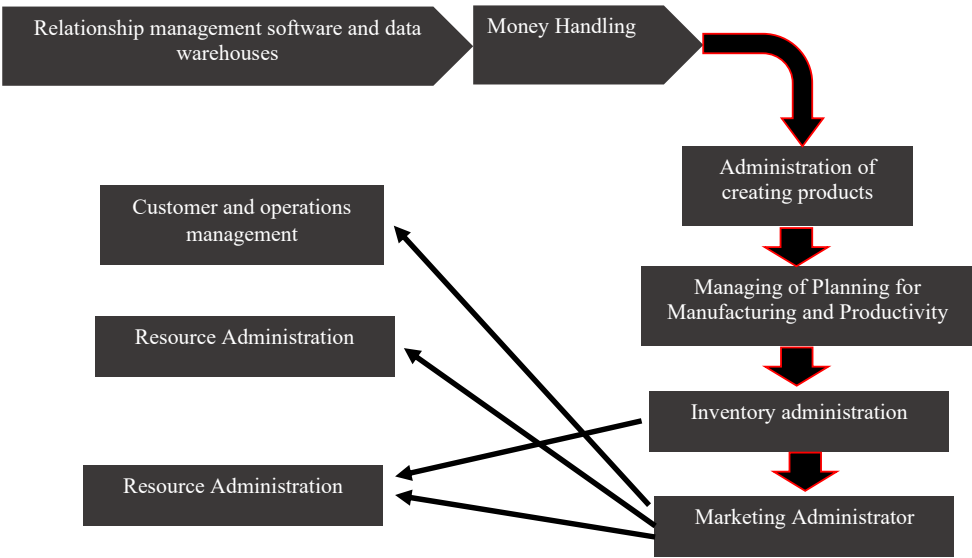 Relationship management software and data
warehouses
Money Handling
Administration of
creating products
Customer and operations
management
Managing of Planning for
Manufacturing and Productivity
Resource Administration
Inventory administration
Resource Administration
Marketing Administrator